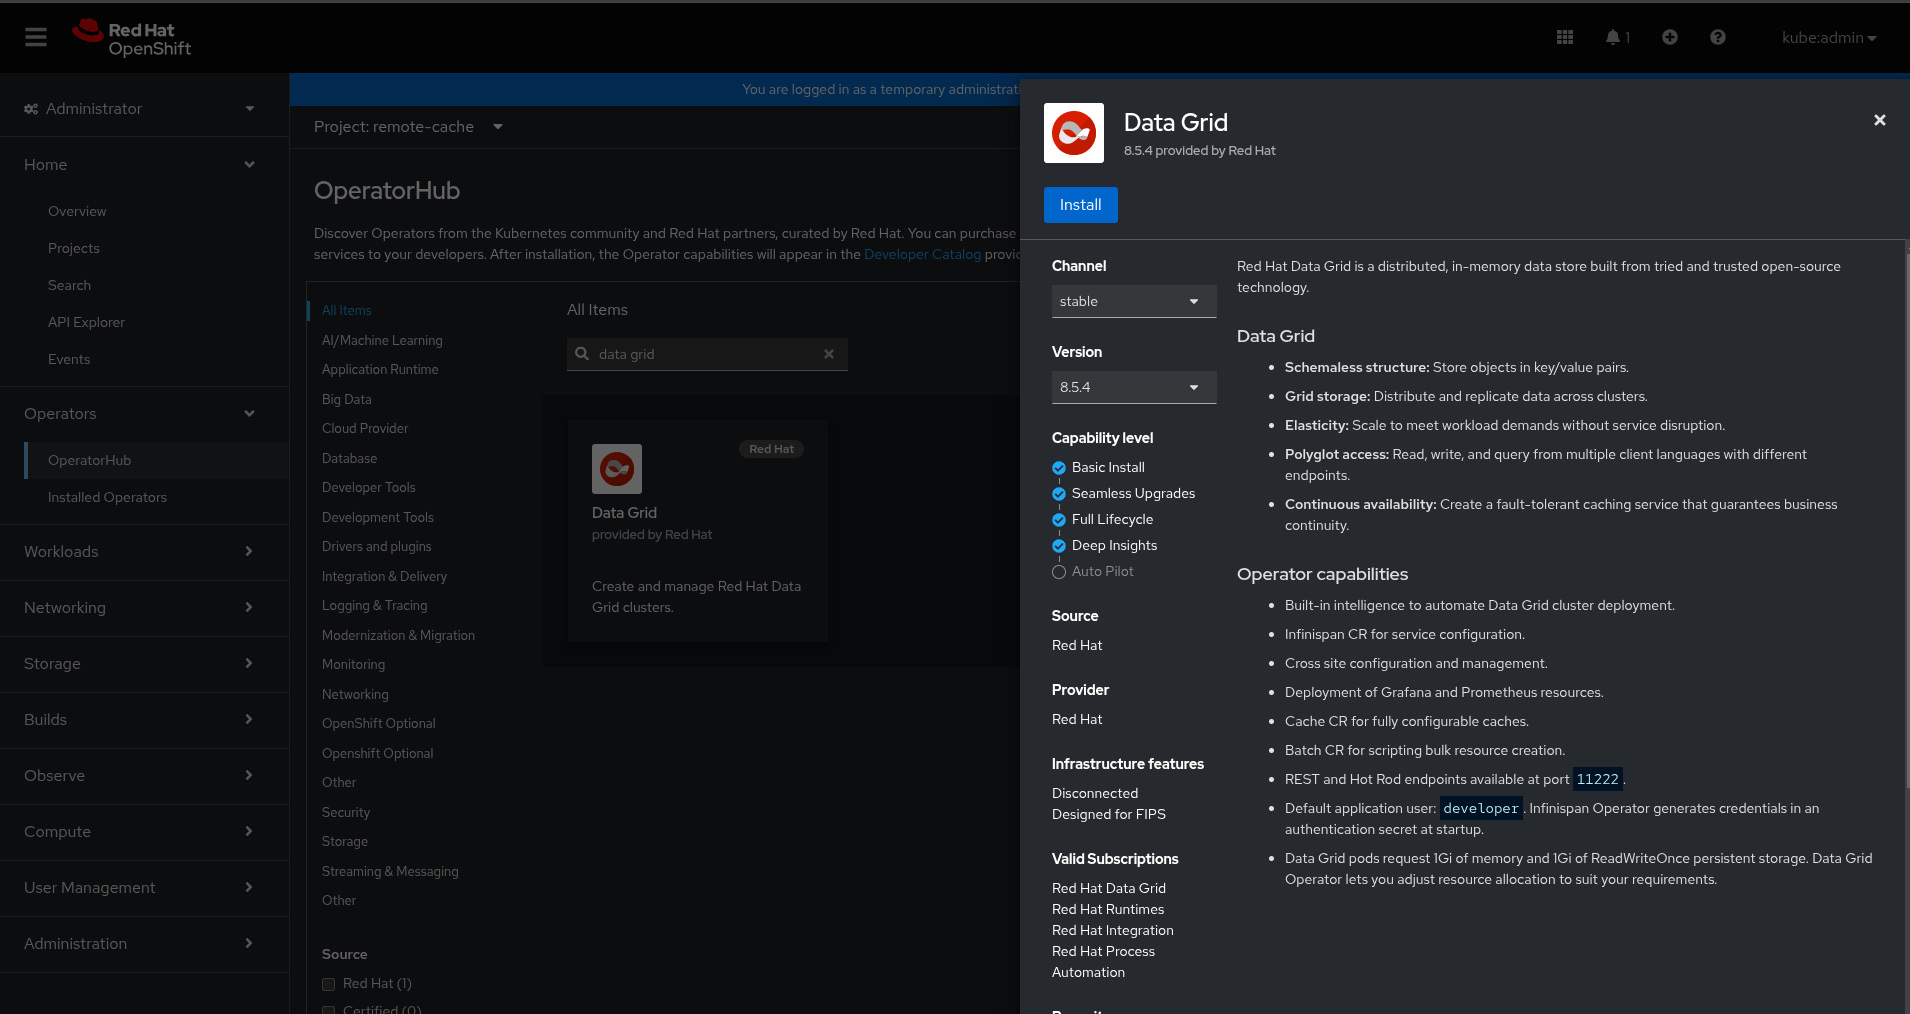 Red Hat
OpenShift
1
kube:admin
Administrator
Home
Overview
Projects
Search
API Explorer
Events
Operators
OperatorHub
Installed Operators
Workloads
Networking
Storage
Builds
Observe
Compute
User Management
Administration
You are logged in as a temporary administrati
Project: remote-cache
OperatorHub
Discover Operators from the Kubernetes community and Red Hat partners, curated by Red Hat. You can purchase
services to your developers. After installation, the Operator capabilities will appear in the Developer Catalog provid
All Items
AI/Machine Learning
Application Runtime
Big Data
Cloud Provider
Database
Developer Tools
Development Tools
Drivers and plugins
Integration & Delivery
Logging & Tracing
Modernization & Migration
Monitoring
Networking
OpenShift Optional
Openshift Optional
Other
Security
Storage
Streaming & Messaging
Other
Source
Red Hat (1)
Certified (0)
All Items
data grid
Red Hat
Data Grid
provided by Red Hat
Create and manage Red Hat Data
Grid clusters.
Data Grid
8.5.4 provided by Red Hat
Install
Channel
stable
Version
8.5.4
Capability level
Basic Install
Seamless Upgrades
Full Lifecycle
Deep Insights
Auto Pilot
Source
Red Hat
Provider
Red Hat
Infrastructure features
Disconnected
Designed for FIPS
Valid Subscriptions
Red Hat Data Grid
Red Hat Runtimes
Red Hat Integration
Red Hat Process
Automation
Red Hat Data Grid is a distributed, in-memory data store built from tried and trusted open-source
technology.
Data Grid
• Schemaless structure: Store objects in key/value pairs.
• Grid storage: Distribute and replicate data across clusters.
• Elasticity: Scale to meet workload demands without service disruption.
• Polyglot access: Read, write, and query from multiple client languages with different
endpoints.
• Continuous availability: Create a fault-tolerant caching service that guarantees business
continuity.
Operator capabilities
• Built-in intelligence to automate Data Grid cluster deployment.
• Infinispan CR for service configuration.
• Cross site configuration and management.
• Deployment of Grafana and Prometheus resources.
• Cache CR for fully configurable caches.
• Batch CR for scripting bulk resource creation.
• REST and Hot Rod endpoints available at port 11222.
• Default application user: developer. Infinispan Operator generates credentials in an
authentication secret at startup.
• Data Grid pods request 1Gi of memory and 1Gi of ReadWriteOnce persistent storage. Data Grid
Operator lets you adjust resource allocation to suit your requirements.